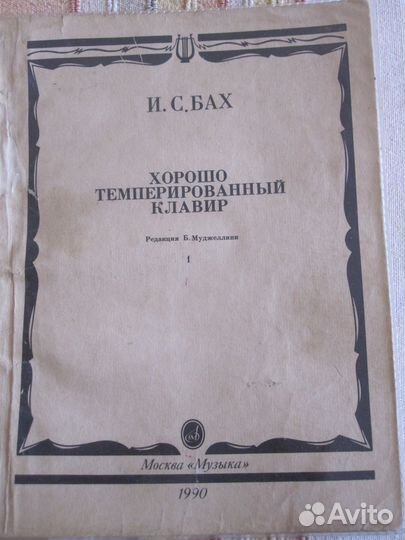 И. С. БАХ
ХОРОШО
ТЕМПЕРИРОВАННЫЙ
КЛАВИР
Редакция Б. Муджеллини
1
Москва «Музыка»
1990
Avito